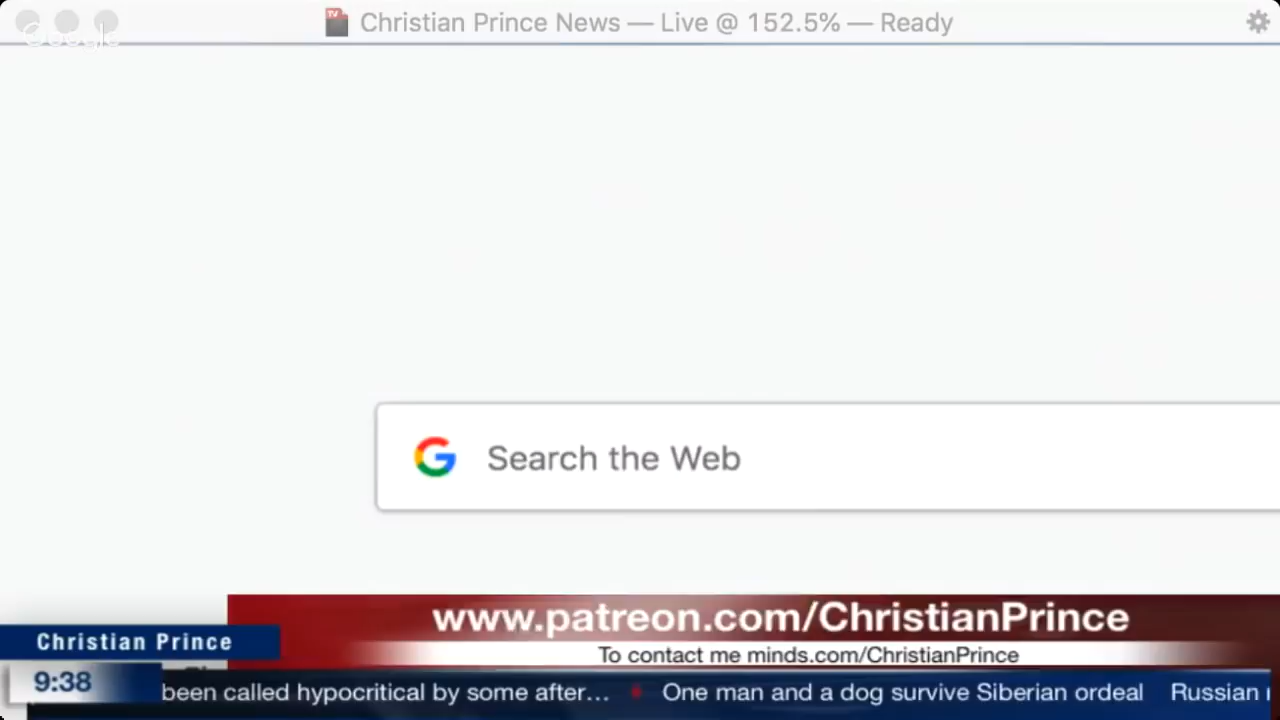 Christian Prince News — Live @ 152.5% — Ready
Google
Search the Web
www.patreon.com/ChristianPrince
Christian Prince
To contact me minds.com/ChristianPrince
9:38
been called hypocritical by some after... One man and a dog survive Siberian ordeal Russian